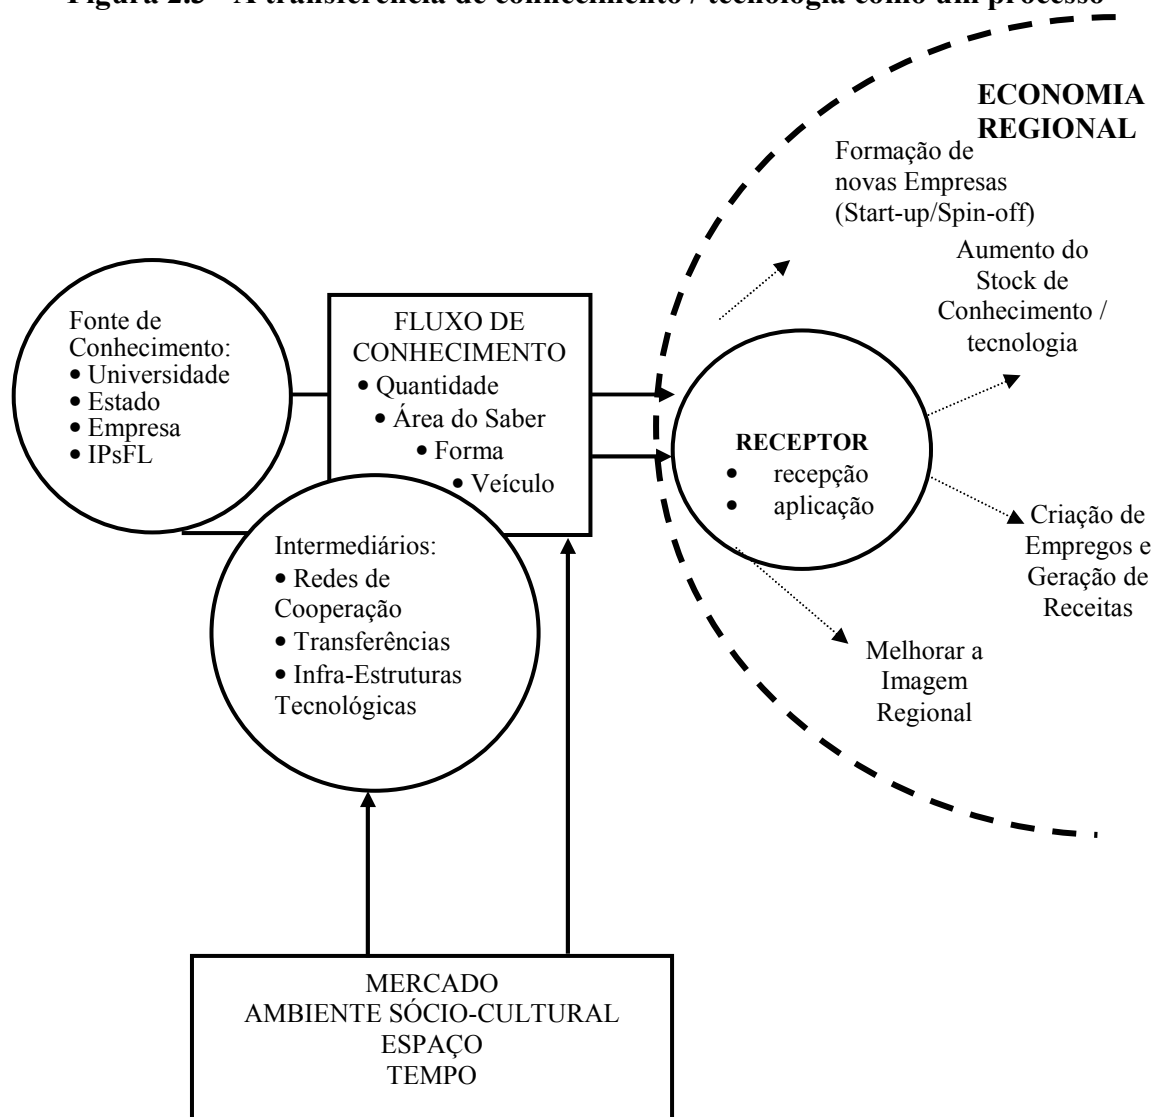 Figura 2.3 - A transferência de conhecimento / tecnologia como um processo
ECONOMIA
REGIONAL
Formação de
novas Empresas
(Start-up/Spin-off)
Aumento do
Stock de
Conhecimento /
tecnologia
Fonte de
Conhecimento:
• Universidade
• Estado
• Empresa
• IPsFL
FLUXO DE
CONHECIMENTO
• Quantidade
• Área do Saber
• Forma
• Veículo
RECEPTOR
• recepção
• aplicação
Intermediários:
• Redes de
Cooperação
• Transferências
• Infra-Estruturas
Tecnológicas
Criação de
Empregos e
Geração de
Receitas
Melhorar a
Imagem
Regional
MERCADO
AMBIENTE SÓCIO-CULTURAL
ESPAÇO
TEMPO